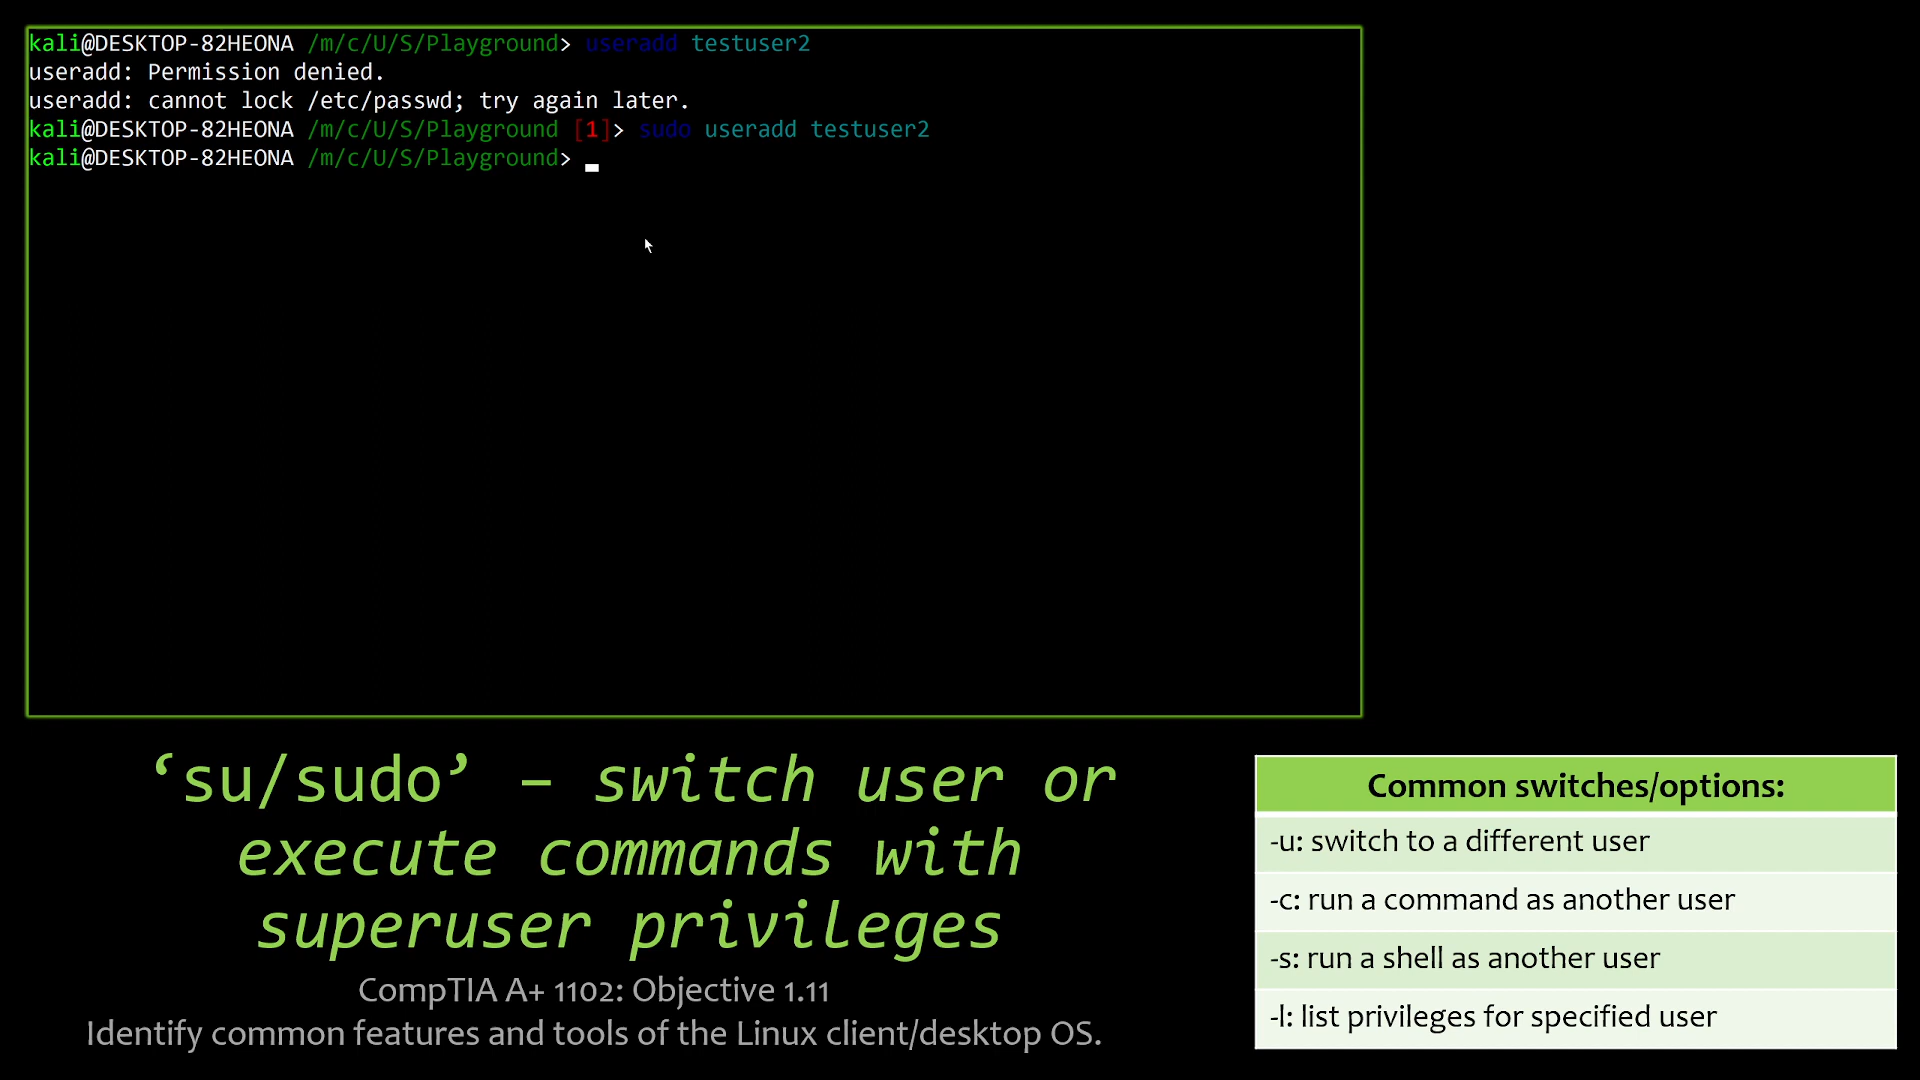 kali@DESKTOP-82HEONA /m/c/U/S/Playground> useradd testuser2
useradd: Permission denied.
useradd: cannot lock /etc/passwd; try again later.
kali@DESKTOP-82HEONA /m/c/U/S/Playground [1]> sudo useradd testuser2
kali@DESKTOP-82HEONA /m/c/U/S/Playground>
‘su/sudo’ – switch user or
execute commands with
superuser privileges
CompTIA A+ 1102: Objective 1.11
Identify common features and tools of the Linux client/desktop OS.
Common switches/options:
-u: switch to a different user
-c: run a command as another user
-s: run a shell as another user
-l: list privileges for specified user